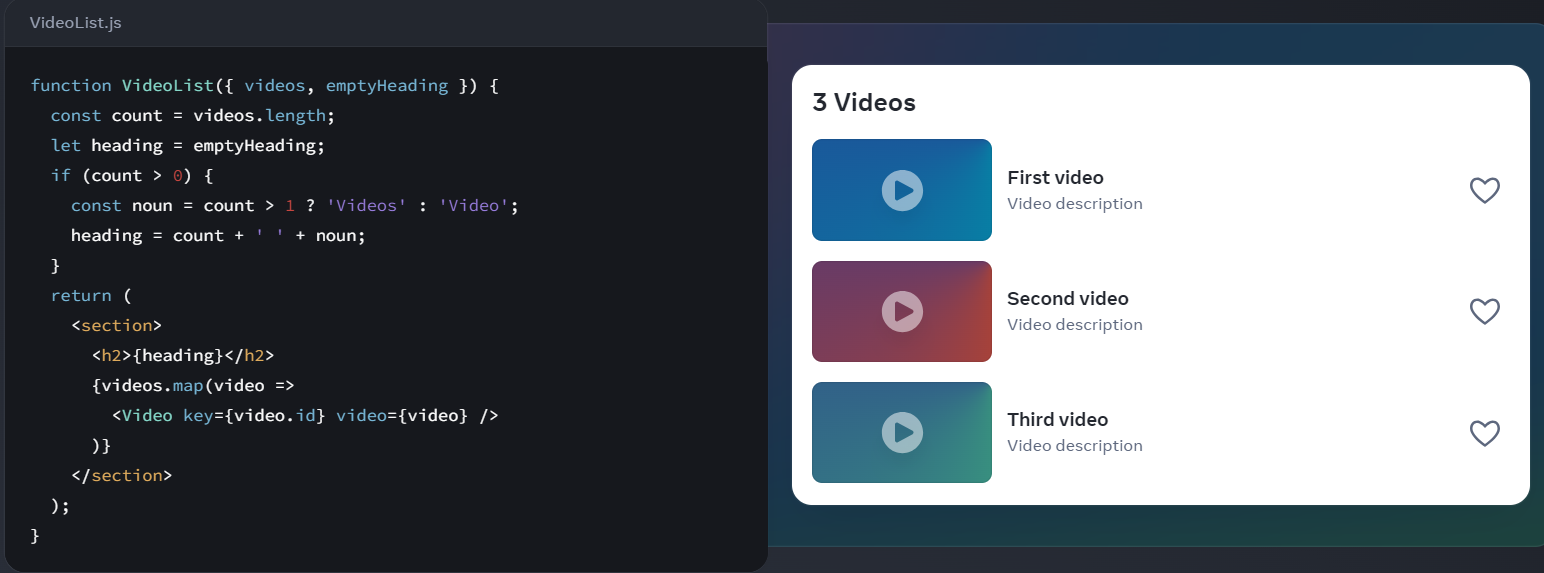 VideoList.js
function VideoList({ videos, emptyHeading }) {
  const count = videos.length;
  let heading = emptyHeading;
  if (count > 0) {
    const noun = count > 1 ? 'Videos' : 'Video';
    heading = count + ' ' + noun;
  }
  return (
    <section>
      <h2>{heading}</h2>
      {videos.map(video =>
        <Video key={video.id} video={video} />
      )}
    </section>
  );
}
3 Videos
First video
Video description
Second video
Video description
Third video
Video description